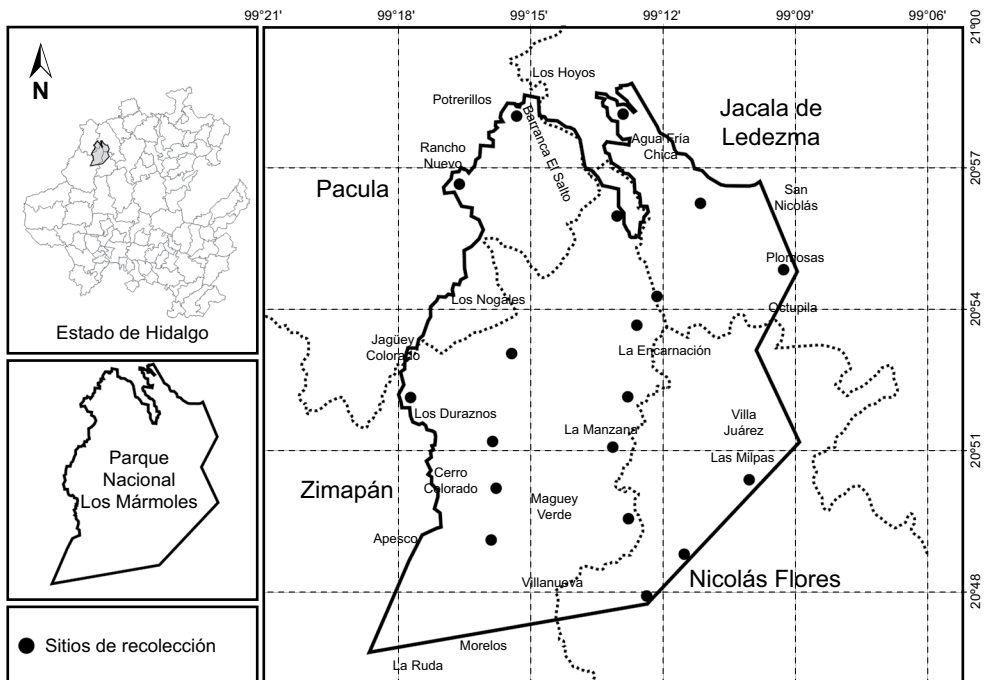 99°21'
99°18'
99°15'
99°12'
99°09'
99°06'
21°00
20°57
20°54
20°51
20°48
N
Estado de Hidalgo
Parque
Nacional
Los Mármoles
Sitios de recolección
Los Hoyos
Potrerillos
Barranca El Salto
Jacala de
Ledezma
Agua Fría
Chica
Rancho
Nuevo
Pacula
San
Nicolás
Plomosas
Octupila
Los Nogales
Jagüey
Colorado
La Encarnación
Los Duraznos
La Manzana
Villa
Juárez
Las Milpas
Cerro
Colorado
Zimapán
Maguey
Verde
Apesco
Villanueva
Nicolás Flores
Morelos
La Ruda